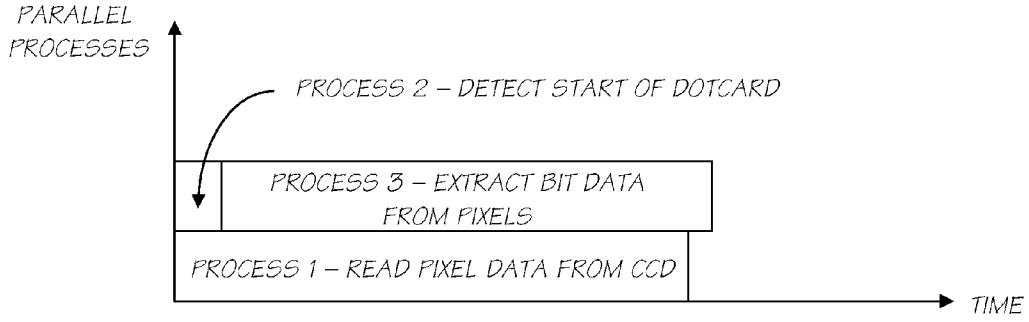 PARALLEL
PROCESSES
PROCESS 2 – DETECT START OF DOTCARD
PROCESS 3 – EXTRACT BIT DATA
FROM PIXELS
PROCESS 1 – READ PIXEL DATA FROM CCD
TIME